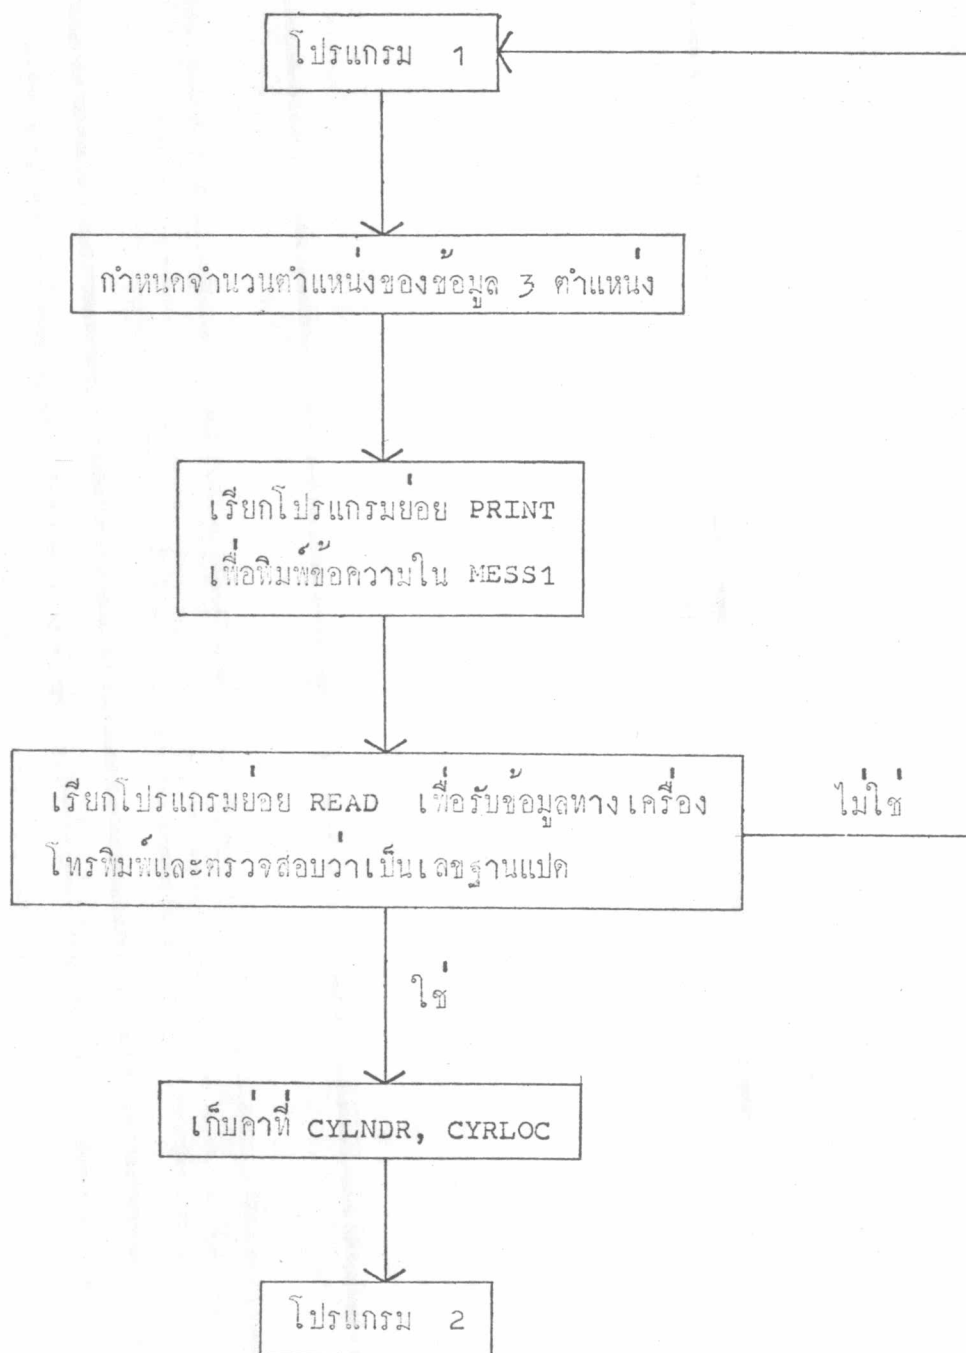 โปรแกรม 1
กำหนดจำนวนตำแหน่งของข้อมูล 3 ตำแหน่ง
เรียกโปรแกรมย่อย PRINT
เพื่อพิมพ์ข้อความใน MESS1
เรียกโปรแกรมย่อย READ เพื่อรับข้อมูลทางเครื่อง
โทรพิมพ์และตรวจสอบว่าเป็นเลขฐานแปด
ไม่ใช่
ใช่
เก็บค่าที่ CYLNDR, CYRLOC
โปรแกรม 2